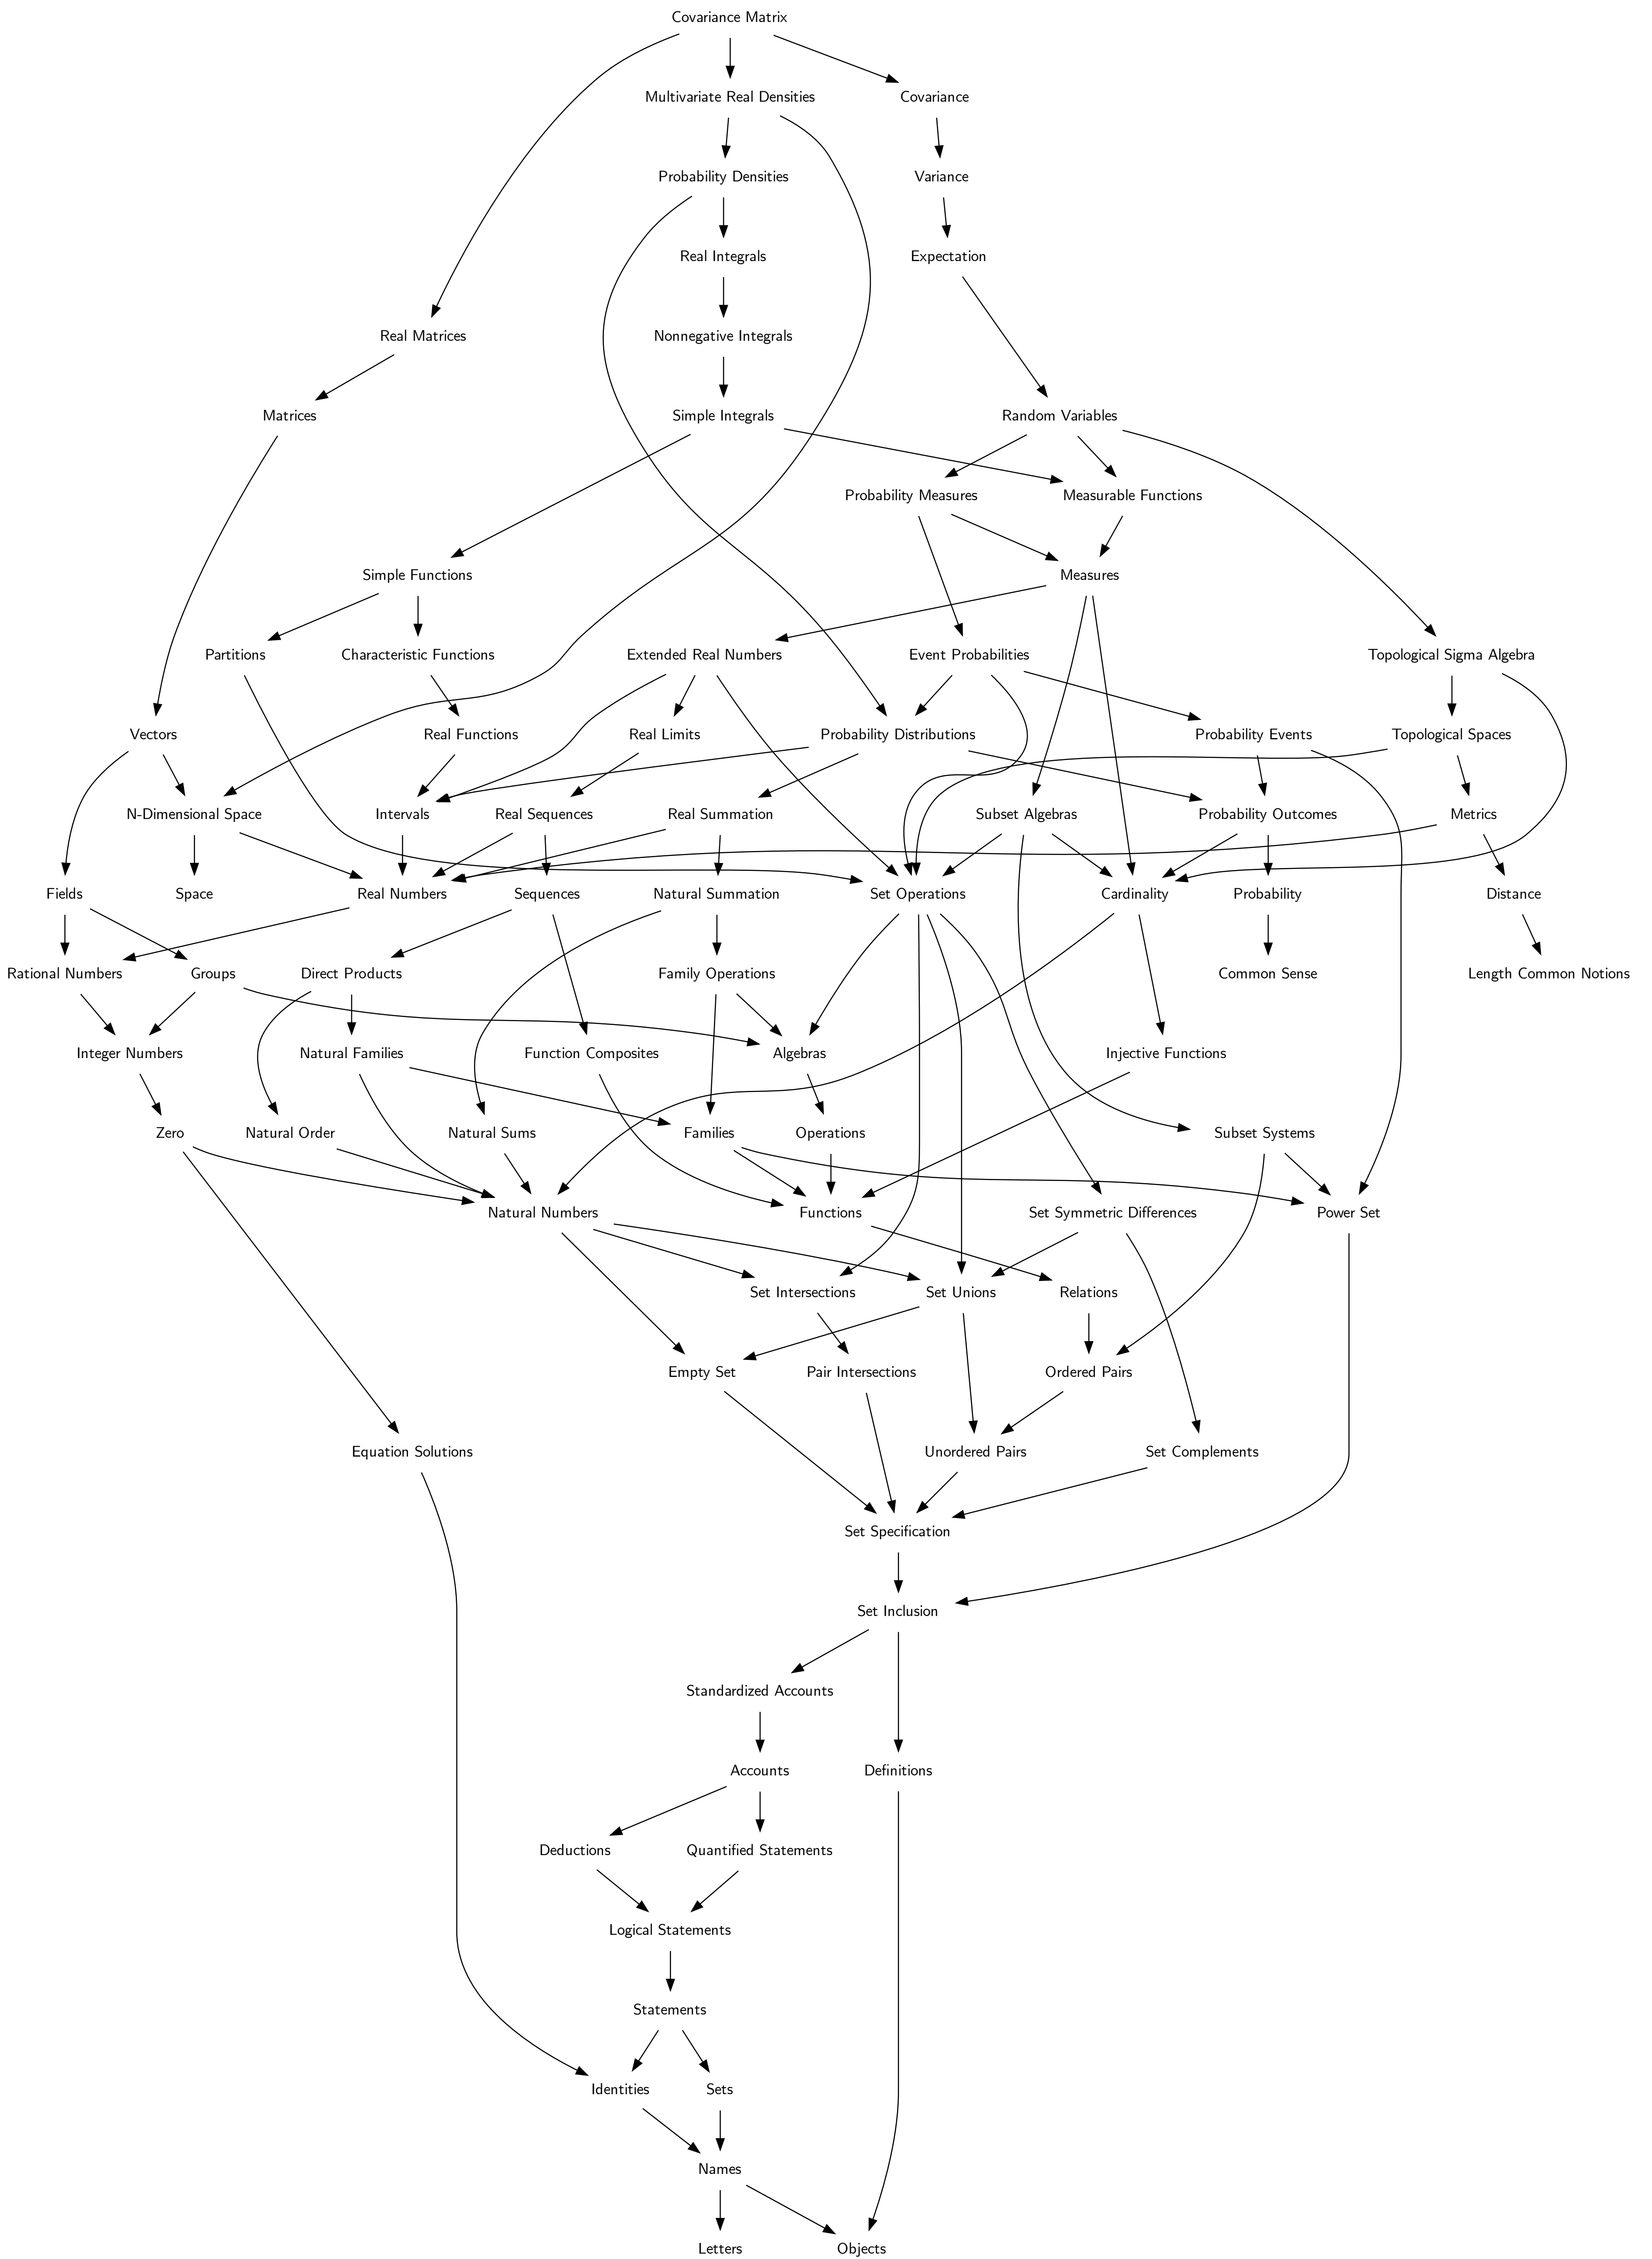 Covariance Matrix
Multivariate Real Densities
Covariance
Probability Densities
Variance
Real Integrals
Expectation
Real Matrices
Nonnegative Integrals
Matrices
Simple Integrals
Random Variables
Probability Measures
Measurable Functions
Simple Functions
Measures
Partitions
Characteristic Functions
Extended Real Numbers
Event Probabilities
Topological Sigma Algebra
Vectors
Real Functions
Real Limits
Probability Distributions
Probability Events
Topological Spaces
N-Dimensional Space
Intervals
Real Sequences
Real Summation
Subset Algebras
Probability Outcomes
Metrics
Fields
Space
Real Numbers
Sequences
Natural Summation
Set Operations
Cardinality
Probability
Distance
Rational Numbers
Groups
Direct Products
Family Operations
Common Sense
Length Common Notions
Integer Numbers
Natural Families
Function Composites
Algebras
Injective Functions
Zero
Natural Order
Natural Sums
Families
Operations
Subset Systems
Natural Numbers
Functions
Set Symmetric Differences
Power Set
Set Intersections
Set Unions
Relations
Empty Set
Pair Intersections
Ordered Pairs
Equation Solutions
Unordered Pairs
Set Complements
Set Specification
Set Inclusion
Standardized Accounts
Accounts
Definitions
Deductions
Quantified Statements
Logical Statements
Statements
Identities
Sets
Names
Letters
Objects